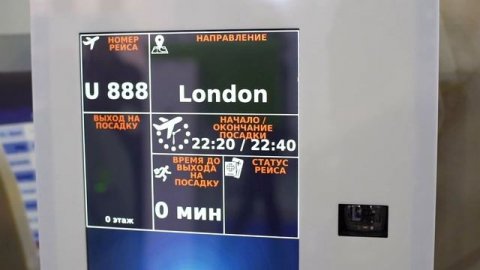 НОМЕР
РЕЙСА
U 888
НАПРАВЛЕНИЕ
London
ВЫХОД НА
ПОСАДКУ
0 этаж
НАЧАЛО /
ОКОНЧАНИЕ
ПОСАДКИ
22:20 / 22:40
ВРЕМЯ ДО
ВЫХОДА
НА
ПОСАДКУ
0 мин
СТАТУС
РЕЙСА